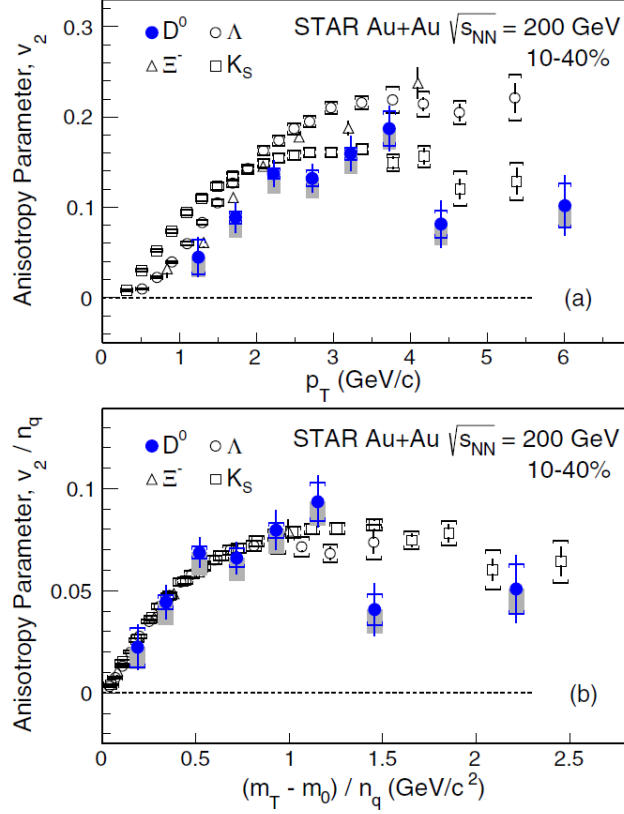 STAR Au+Au √sNN = 200 GeV
10-40%
D⁰ Λ
Ξ⁻ KS
Anisotropy Parameter, v2
0.3
0.2
0.1
0
(a)
0 1 2 3 4 5 6
pT (GeV/c)
STAR Au+Au √sNN = 200 GeV
10-40%
D⁰ Λ
Ξ⁻ KS
Anisotropy Parameter, v2 / nq
0.1
0.05
0
(b)
0 0.5 1 1.5 2 2.5
(mT - m0) / nq (GeV/c²)